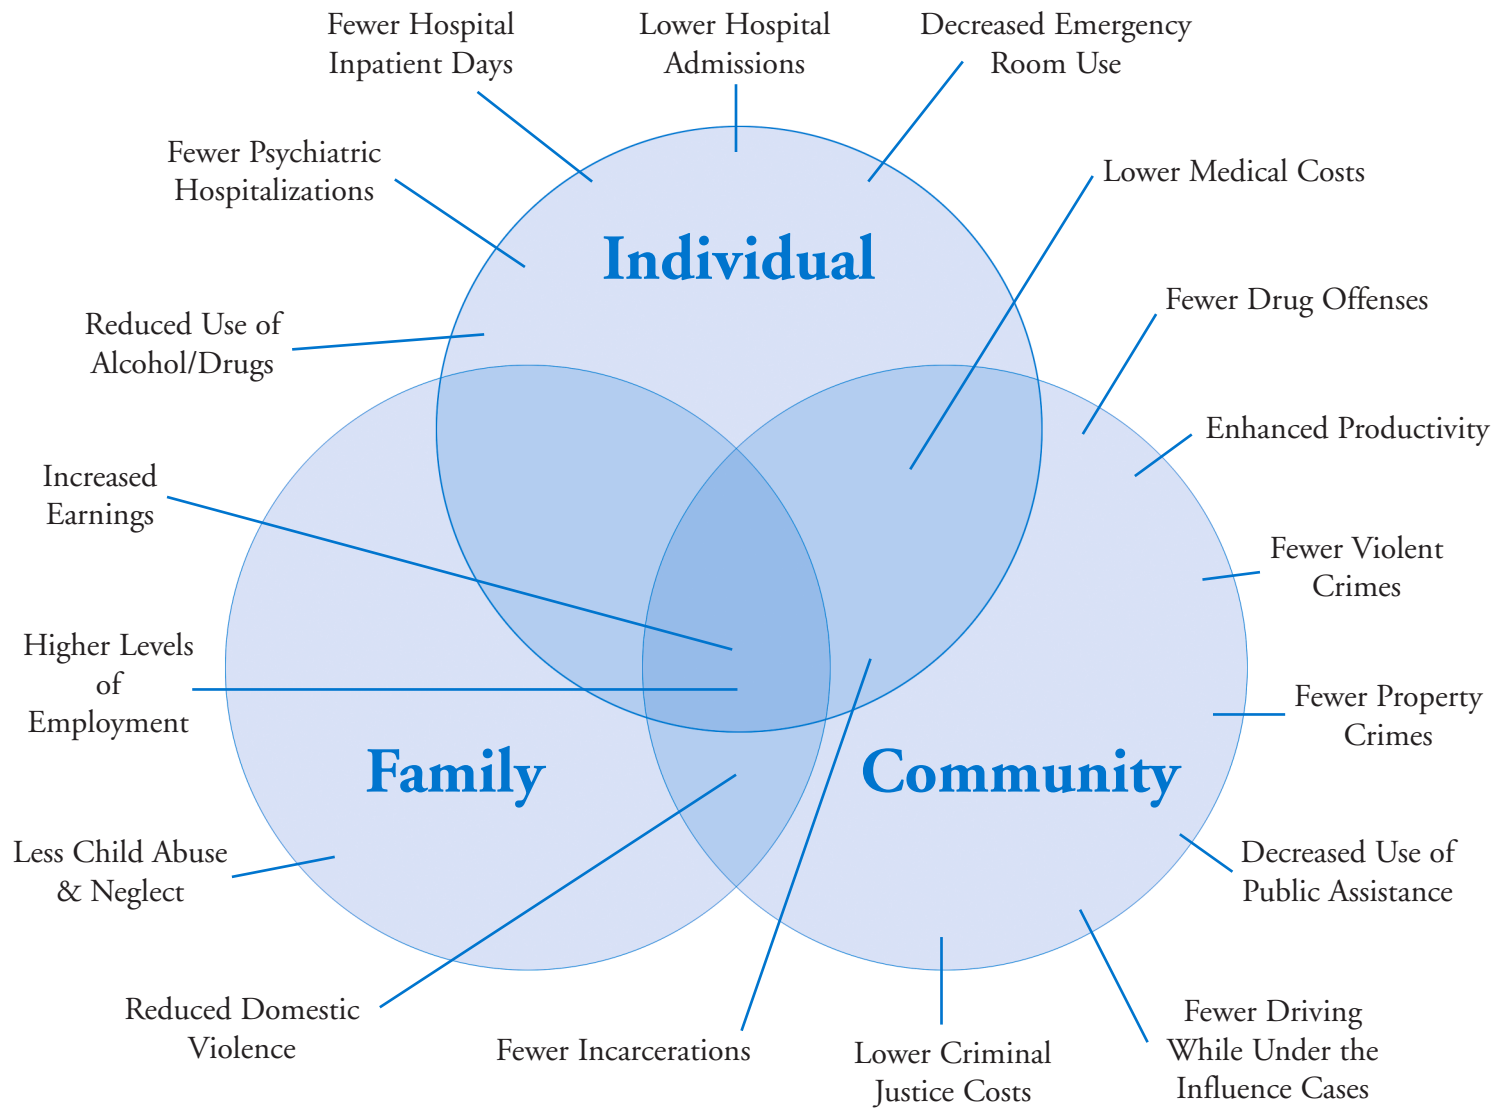 Fewer Hospital
Inpatient Days
Lower Hospital
Admissions
Decreased Emergency
Room Use
Fewer Psychiatric
Hospitalizations
Lower Medical Costs
Individual
Reduced Use of
Alcohol/Drugs
Fewer Drug Offenses
Enhanced Productivity
Increased
Earnings
Fewer Violent
Crimes
Higher Levels
of
Employment
Fewer Property
Crimes
Family
Community
Less Child Abuse
& Neglect
Decreased Use of
Public Assistance
Reduced Domestic
Violence
Fewer Incarcerations
Lower Criminal
Justice Costs
Fewer Driving
While Under the
Influence Cases